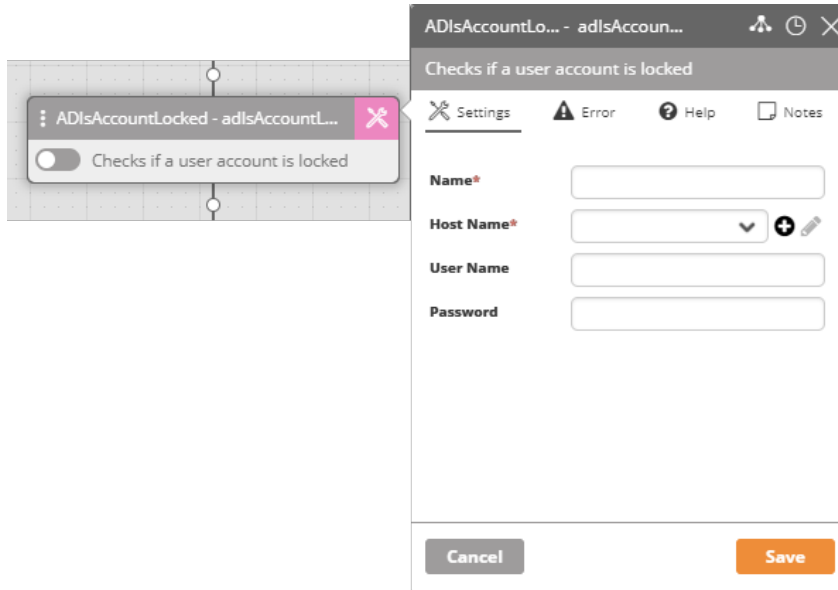 ADIsAccountLocked - adIsAccountL...
Checks if a user account is locked
ADIsAccountLo... - adIsAccoun...
Checks if a user account is locked
Settings Error Help Notes
Name*
Host Name*
User Name
Password
Cancel Save